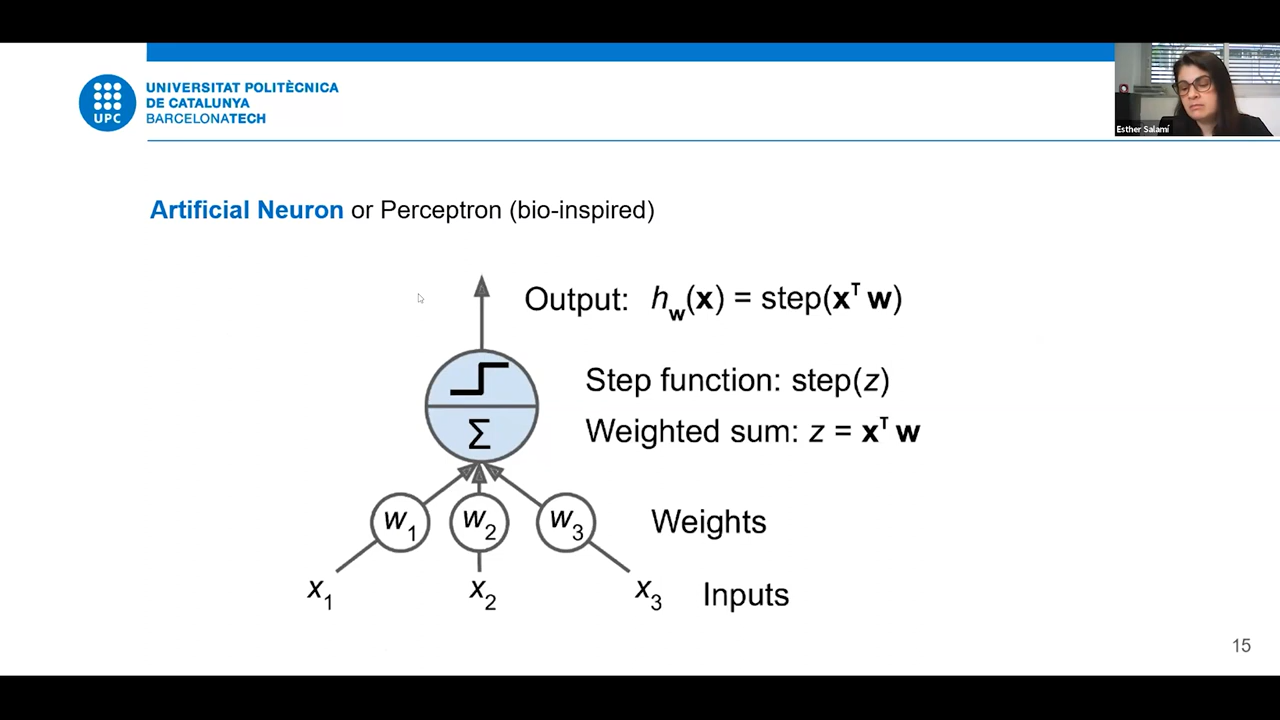 UNIVERSITAT POLITÈCNICA
DE CATALUNYA
BARCELONATECH
UPC
Esther Salamí
Artificial Neuron or Perceptron (bio-inspired)
Output: h_w(x) = step(xᵀ w)
Step function: step(z)
Σ
Weighted sum: z = xᵀ w
w₁ w₂ w₃ Weights
x₁ x₂ x₃ Inputs
15